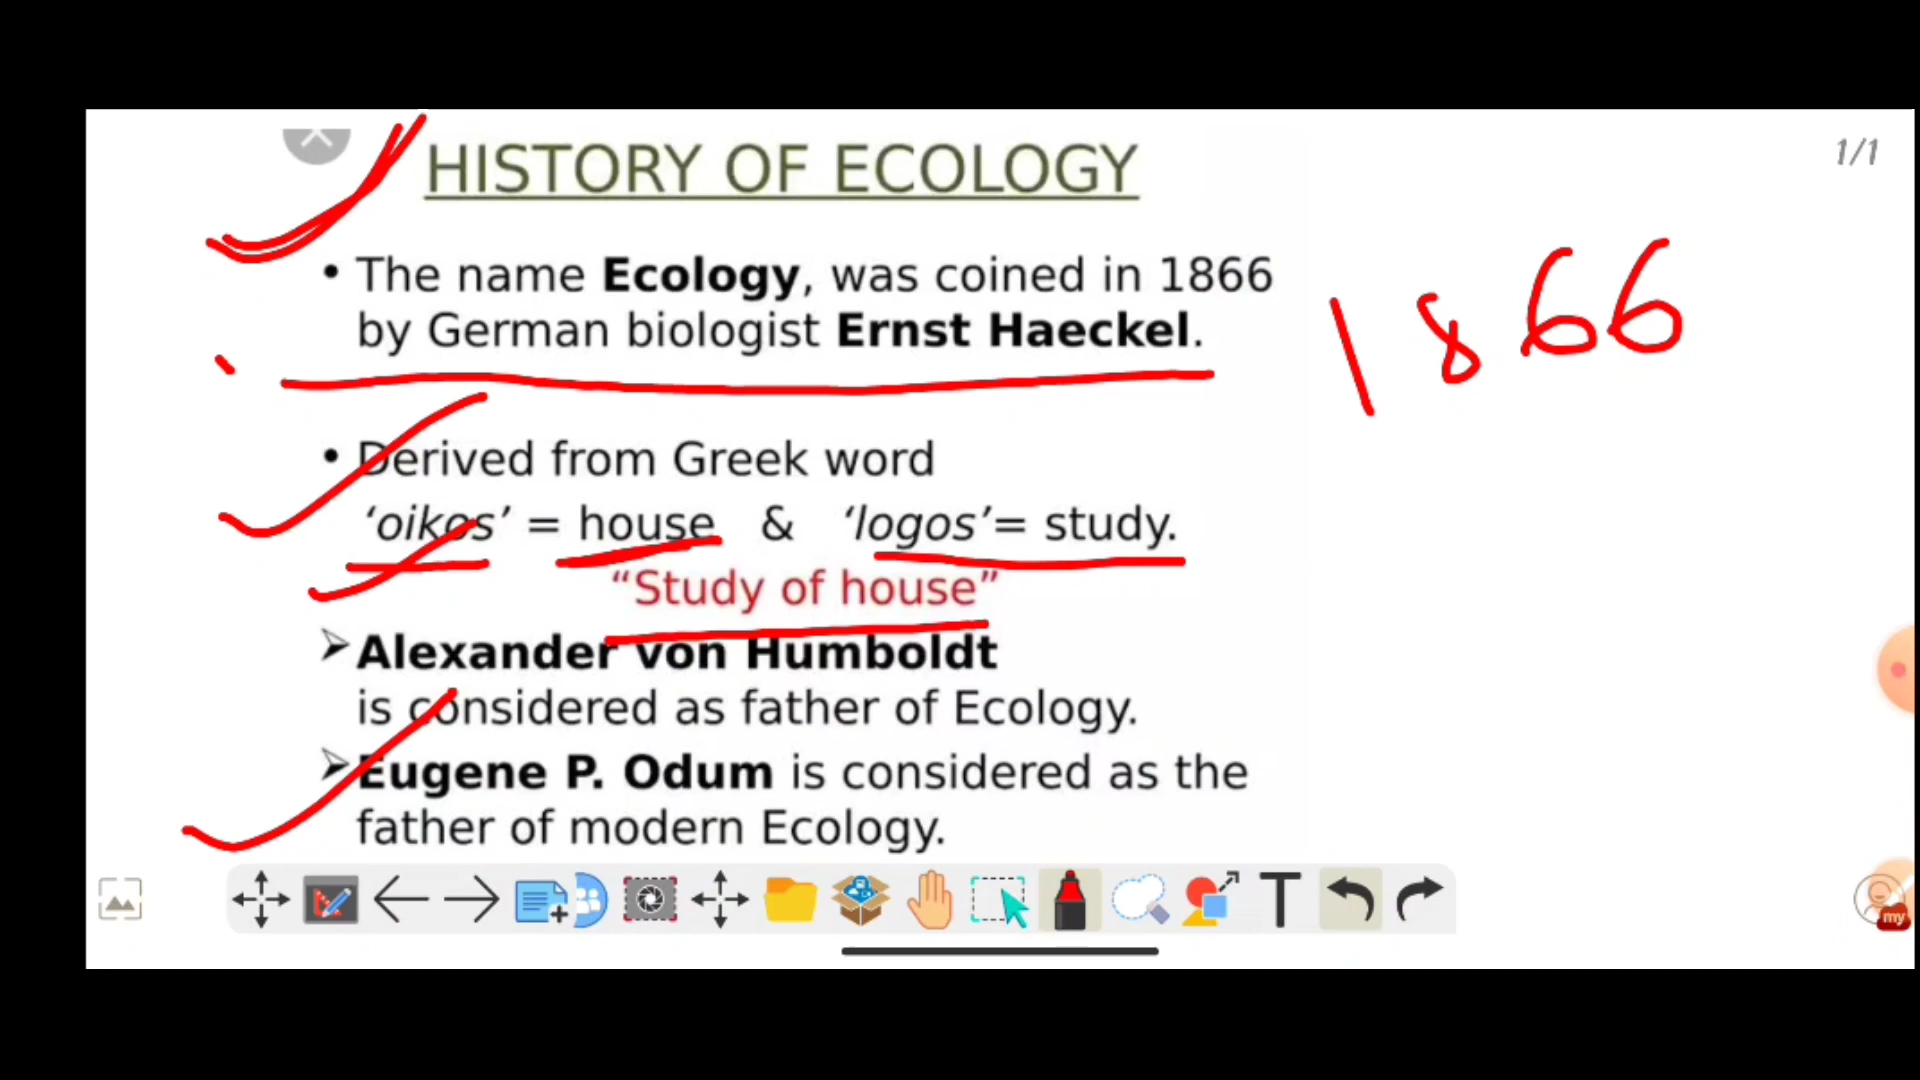 HISTORY OF ECOLOGY
1/1
• The name Ecology, was coined in 1866
by German biologist Ernst Haeckel.
1866
• Derived from Greek word
‘oikos’ = house & ‘logos’= study.
“Study of house”
➢ Alexander von Humboldt
is considered as father of Ecology.
➢ Eugene P. Odum is considered as the
father of modern Ecology.
T
my